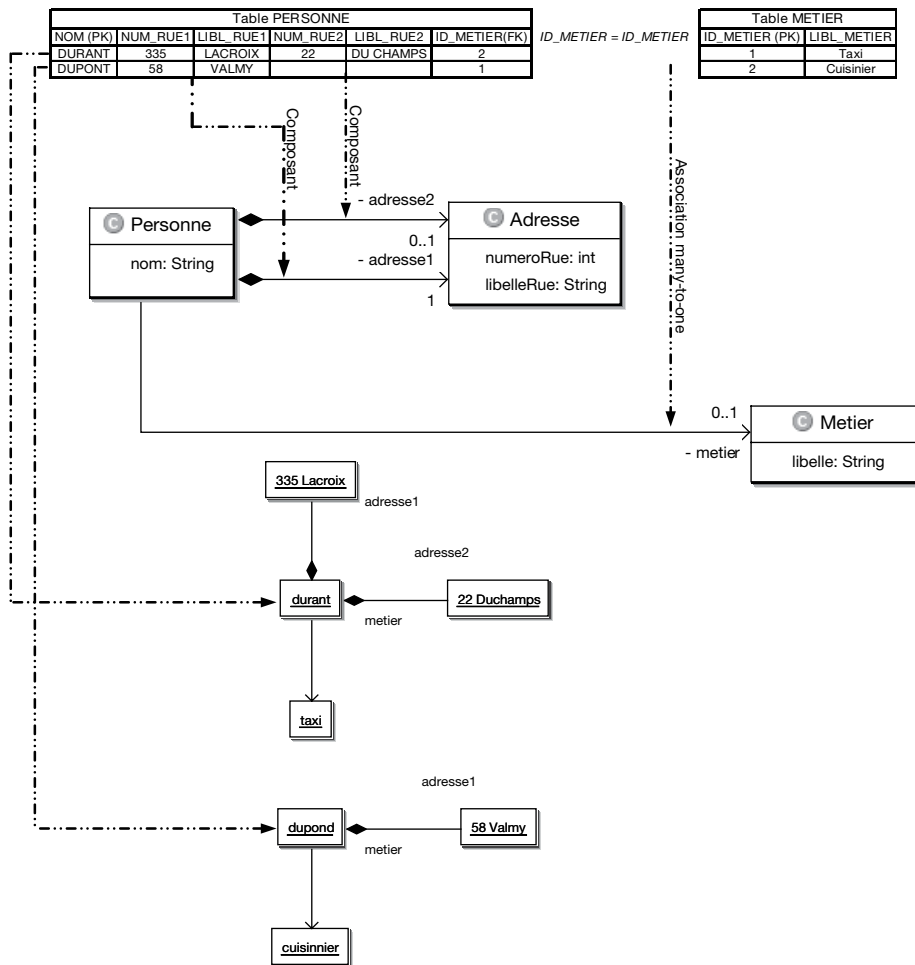 Table PERSONNE
NOM (PK) NUM_RUE1 LIBL_RUE1 NUM_RUE2 LIBL_RUE2 ID_METIER(FK)
DURANT 335 LACROIX 22 DU CHAMPS 2
DUPONT 58 VALMY 1
ID_METIER = ID_METIER
Table METIER
ID_METIER (PK) LIBL_METIER
1 Taxi
2 Cuisinier
Composant
Composant
Association many-to-one
C Personne
nom: String
- adresse2
0..1
- adresse1
1
C Adresse
numeroRue: int
libelleRue: String
0..1
- metier
C Metier
libelle: String
335 Lacroix
adresse1
adresse2
durant
22 Duchamps
metier
taxi
adresse1
dupond
58 Valmy
metier
cuisinnier